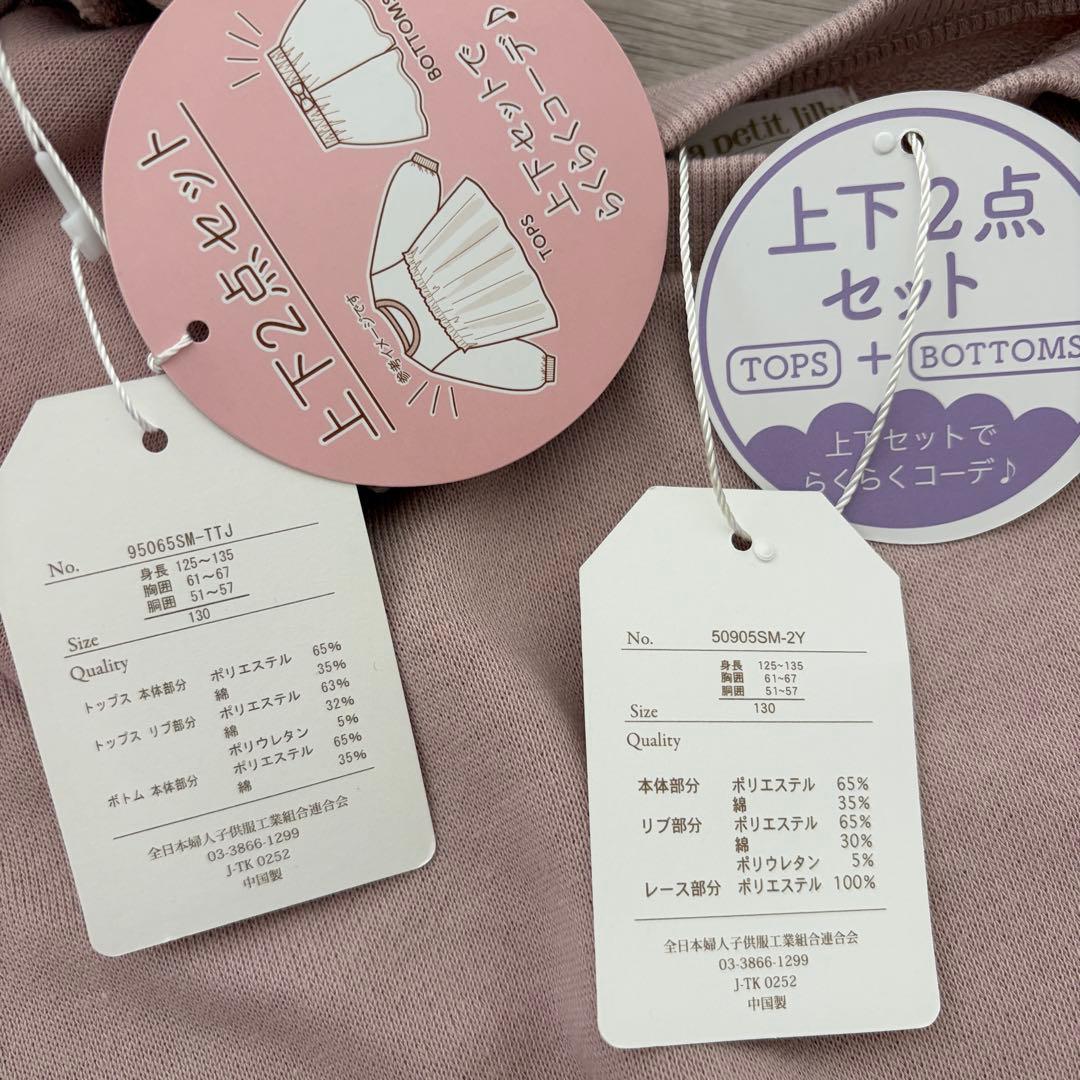 上下2点セット
BOTTOMS
TOPS
参考イメージです
上下セットで
らくらくコーデ♪
No. 95065SM-TTJ
身長 125～135
胸囲 61～67
胴囲 51～57
Size 130
Quality
トップス 本体部分 ポリエステル 65%
綿 35%
トップス リブ部分 ポリエステル 63%
綿 32%
ポリウレタン 5%
ボトム 本体部分 ポリエステル 65%
綿 35%
全日本婦人子供服工業組合連合会
03-3866-1299
J-TK 0252
中国製
a petit lilly
上下2点
セット
TOPS + BOTTOMS
上下セットで
らくらくコーデ♪
No. 50905SM-2Y
身長 125~135
胸囲 61~67
胴囲 51~57
Size 130
Quality
本体部分 ポリエステル 65%
綿 35%
リブ部分 ポリエステル 65%
綿 30%
ポリウレタン 5%
レース部分 ポリエステル 100%
全日本婦人子供服工業組合連合会
03-3866-1299
J-TK 0252
中国製